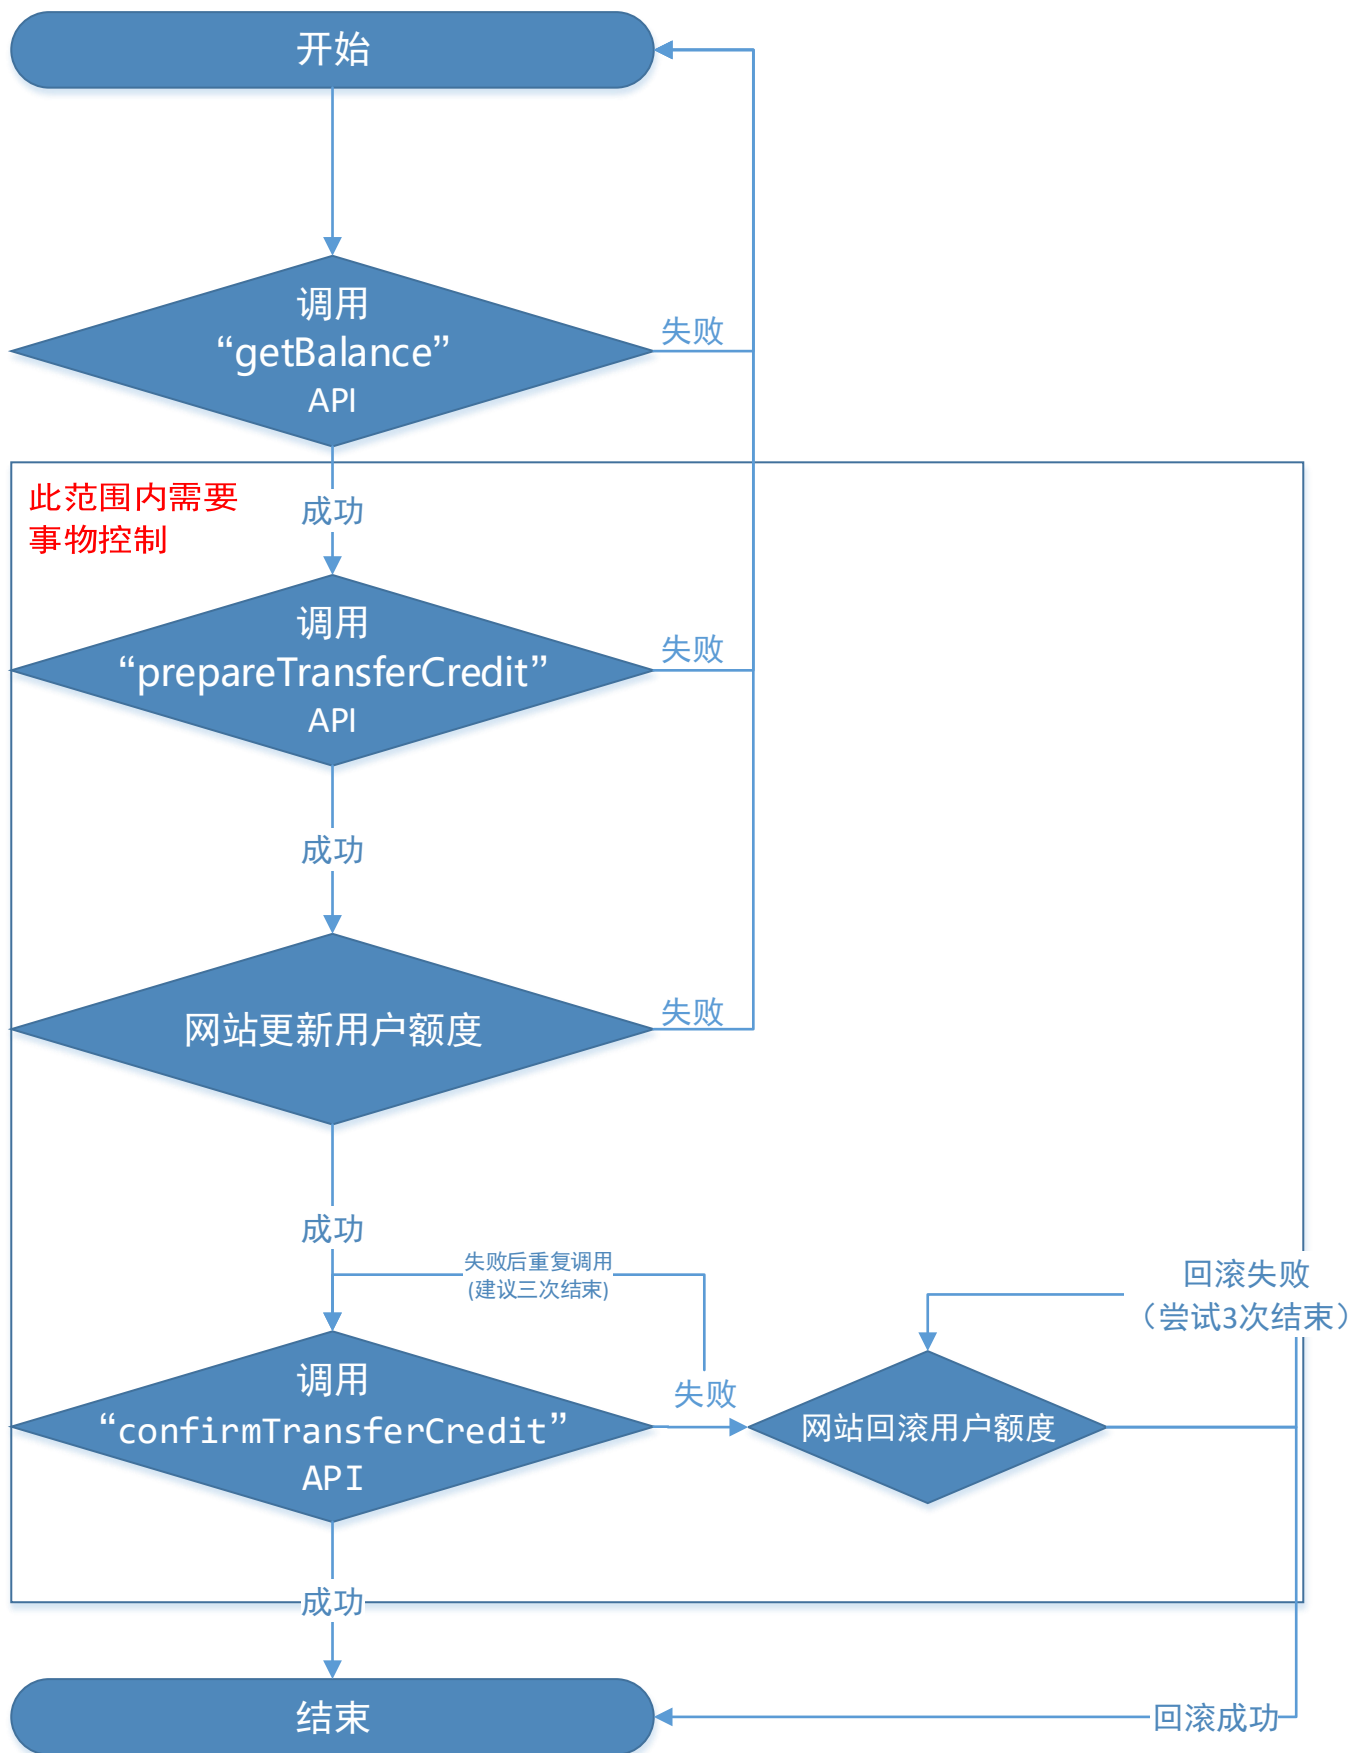 开始
调用
“getBalance”
API
失败
此范围内需要
事物控制
成功
调用
“prepareTransferCredit”
API
失败
成功
网站更新用户额度
失败
成功
失败后重复调用
(建议三次结束)
回滚失败
（尝试3次结束）
调用
“confirmTransferCredit”
API
失败
网站回滚用户额度
成功
结束
回滚成功